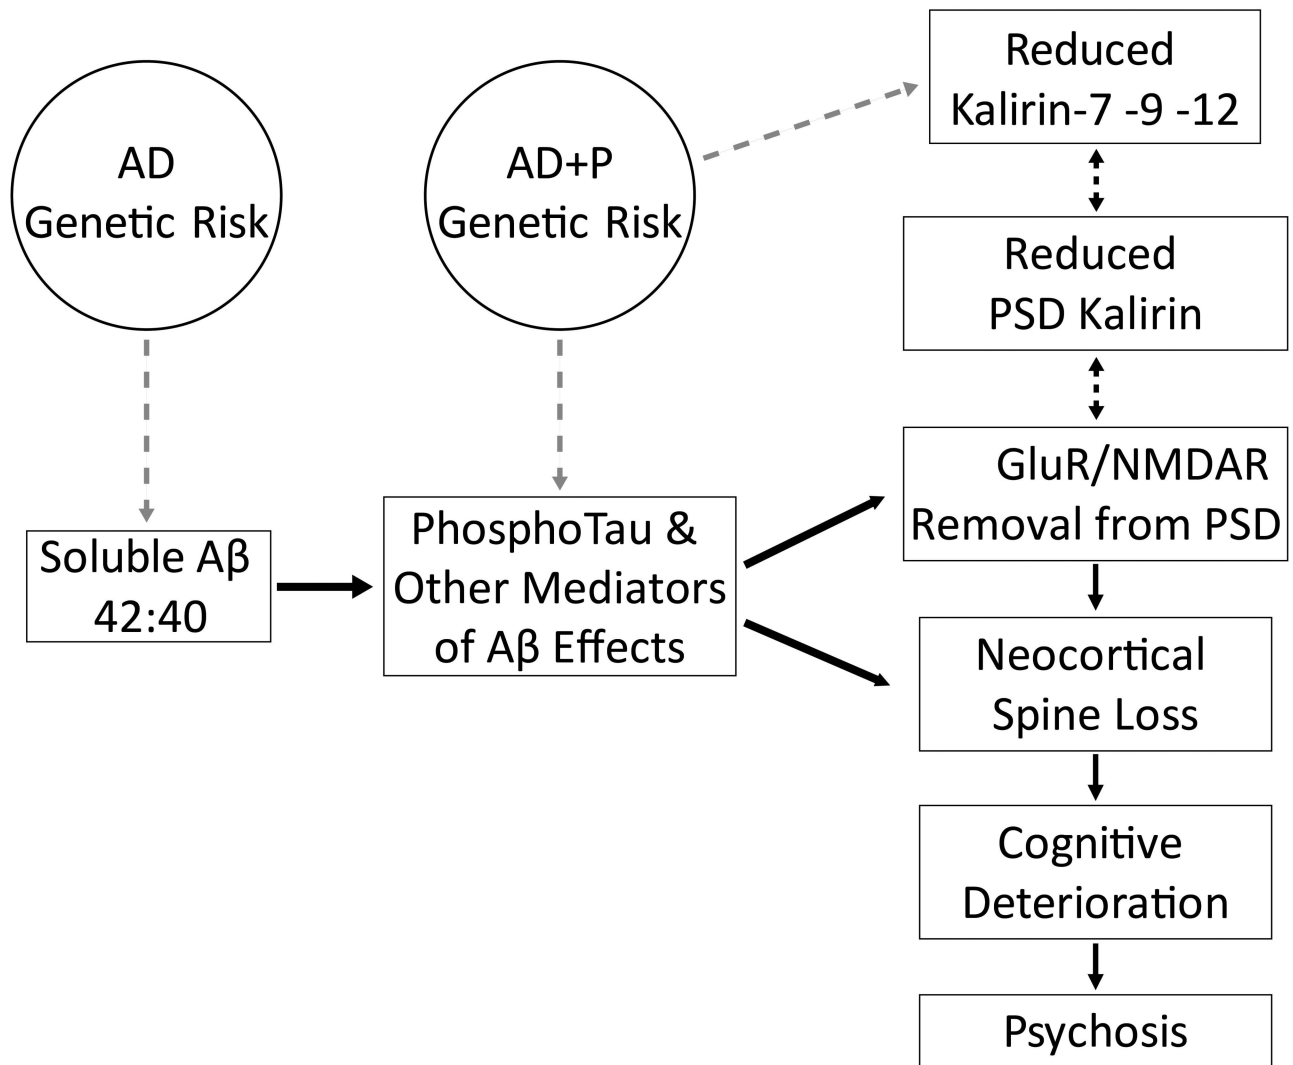 AD
Genetic Risk
AD+P
Genetic Risk
Reduced
Kalirin-7 -9 -12
Reduced
PSD Kalirin
GluR/NMDAR
Removal from PSD
Soluble Aβ
42:40
PhosphoTau &
Other Mediators
of Aβ Effects
Neocortical
Spine Loss
Cognitive
Deterioration
Psychosis